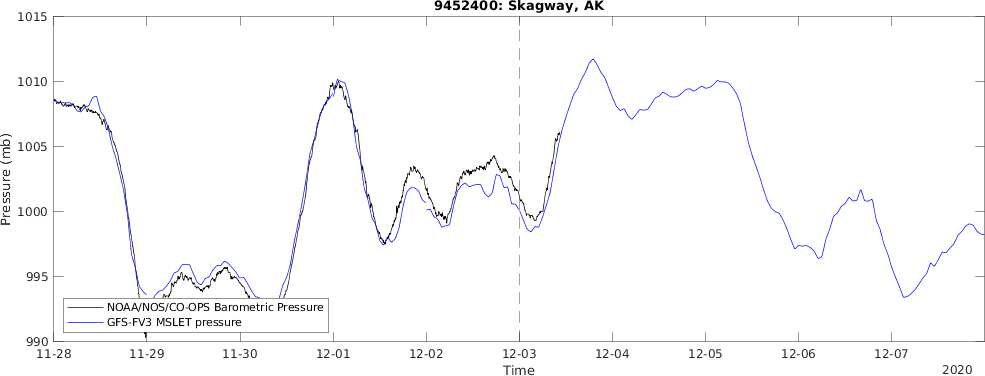 9452400: Skagway, AK
1015
1010
1005
1000
995
990
Pressure (mb)
NOAA/NOS/CO-OPS Barometric Pressure
GFS-FV3 MSLET pressure
11-28 11-29 11-30 12-01 12-02 12-03 12-04 12-05 12-06 12-07
Time
2020